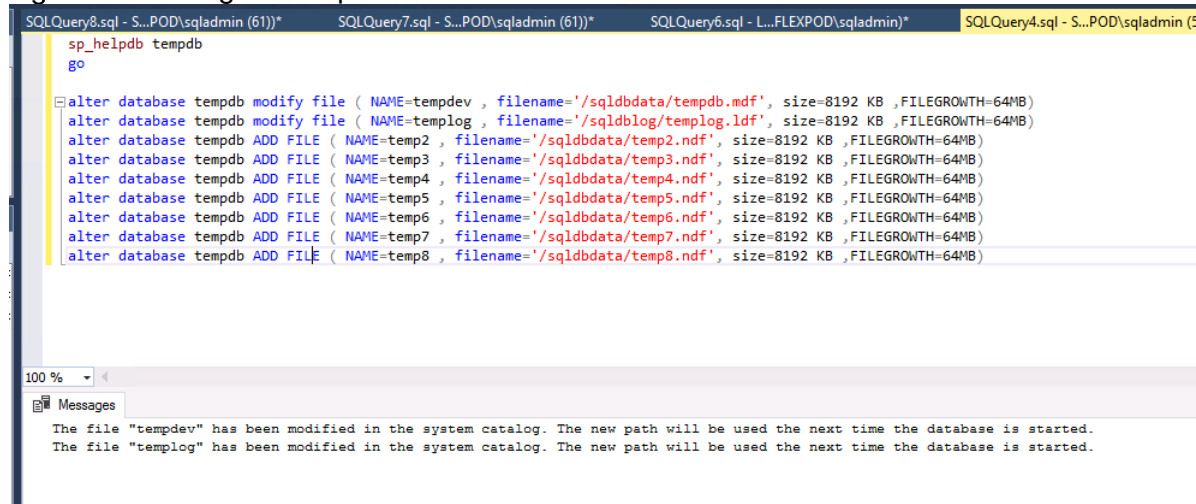 SQLQuery8.sql - S...POD\sqladmin (61))*    SQLQuery7.sql - S...POD\sqladmin (61))*    SQLQuery6.sql - L...FLEXPOD\sqladmin)*    SQLQuery4.sql - S...POD\sqladmin (5
sp_helpdb tempdb
go
alter database tempdb modify file ( NAME=tempdev , filename='/sqldbdata/tempdb.mdf', size=8192 KB ,FILEGROWTH=64MB)
alter database tempdb modify file ( NAME=templog , filename='/sqldblog/templog.ldf', size=8192 KB ,FILEGROWTH=64MB)
alter database tempdb ADD FILE ( NAME=temp2 , filename='/sqldbdata/temp2.ndf', size=8192 KB ,FILEGROWTH=64MB)
alter database tempdb ADD FILE ( NAME=temp3 , filename='/sqldbdata/temp3.ndf', size=8192 KB ,FILEGROWTH=64MB)
alter database tempdb ADD FILE ( NAME=temp4 , filename='/sqldbdata/temp4.ndf', size=8192 KB ,FILEGROWTH=64MB)
alter database tempdb ADD FILE ( NAME=temp5 , filename='/sqldbdata/temp5.ndf', size=8192 KB ,FILEGROWTH=64MB)
alter database tempdb ADD FILE ( NAME=temp6 , filename='/sqldbdata/temp6.ndf', size=8192 KB ,FILEGROWTH=64MB)
alter database tempdb ADD FILE ( NAME=temp7 , filename='/sqldbdata/temp7.ndf', size=8192 KB ,FILEGROWTH=64MB)
alter database tempdb ADD FILE ( NAME=temp8 , filename='/sqldbdata/temp8.ndf', size=8192 KB ,FILEGROWTH=64MB)
100 %
Messages
The file "tempdev" has been modified in the system catalog. The new path will be used the next time the database is started.
The file "templog" has been modified in the system catalog. The new path will be used the next time the database is started.